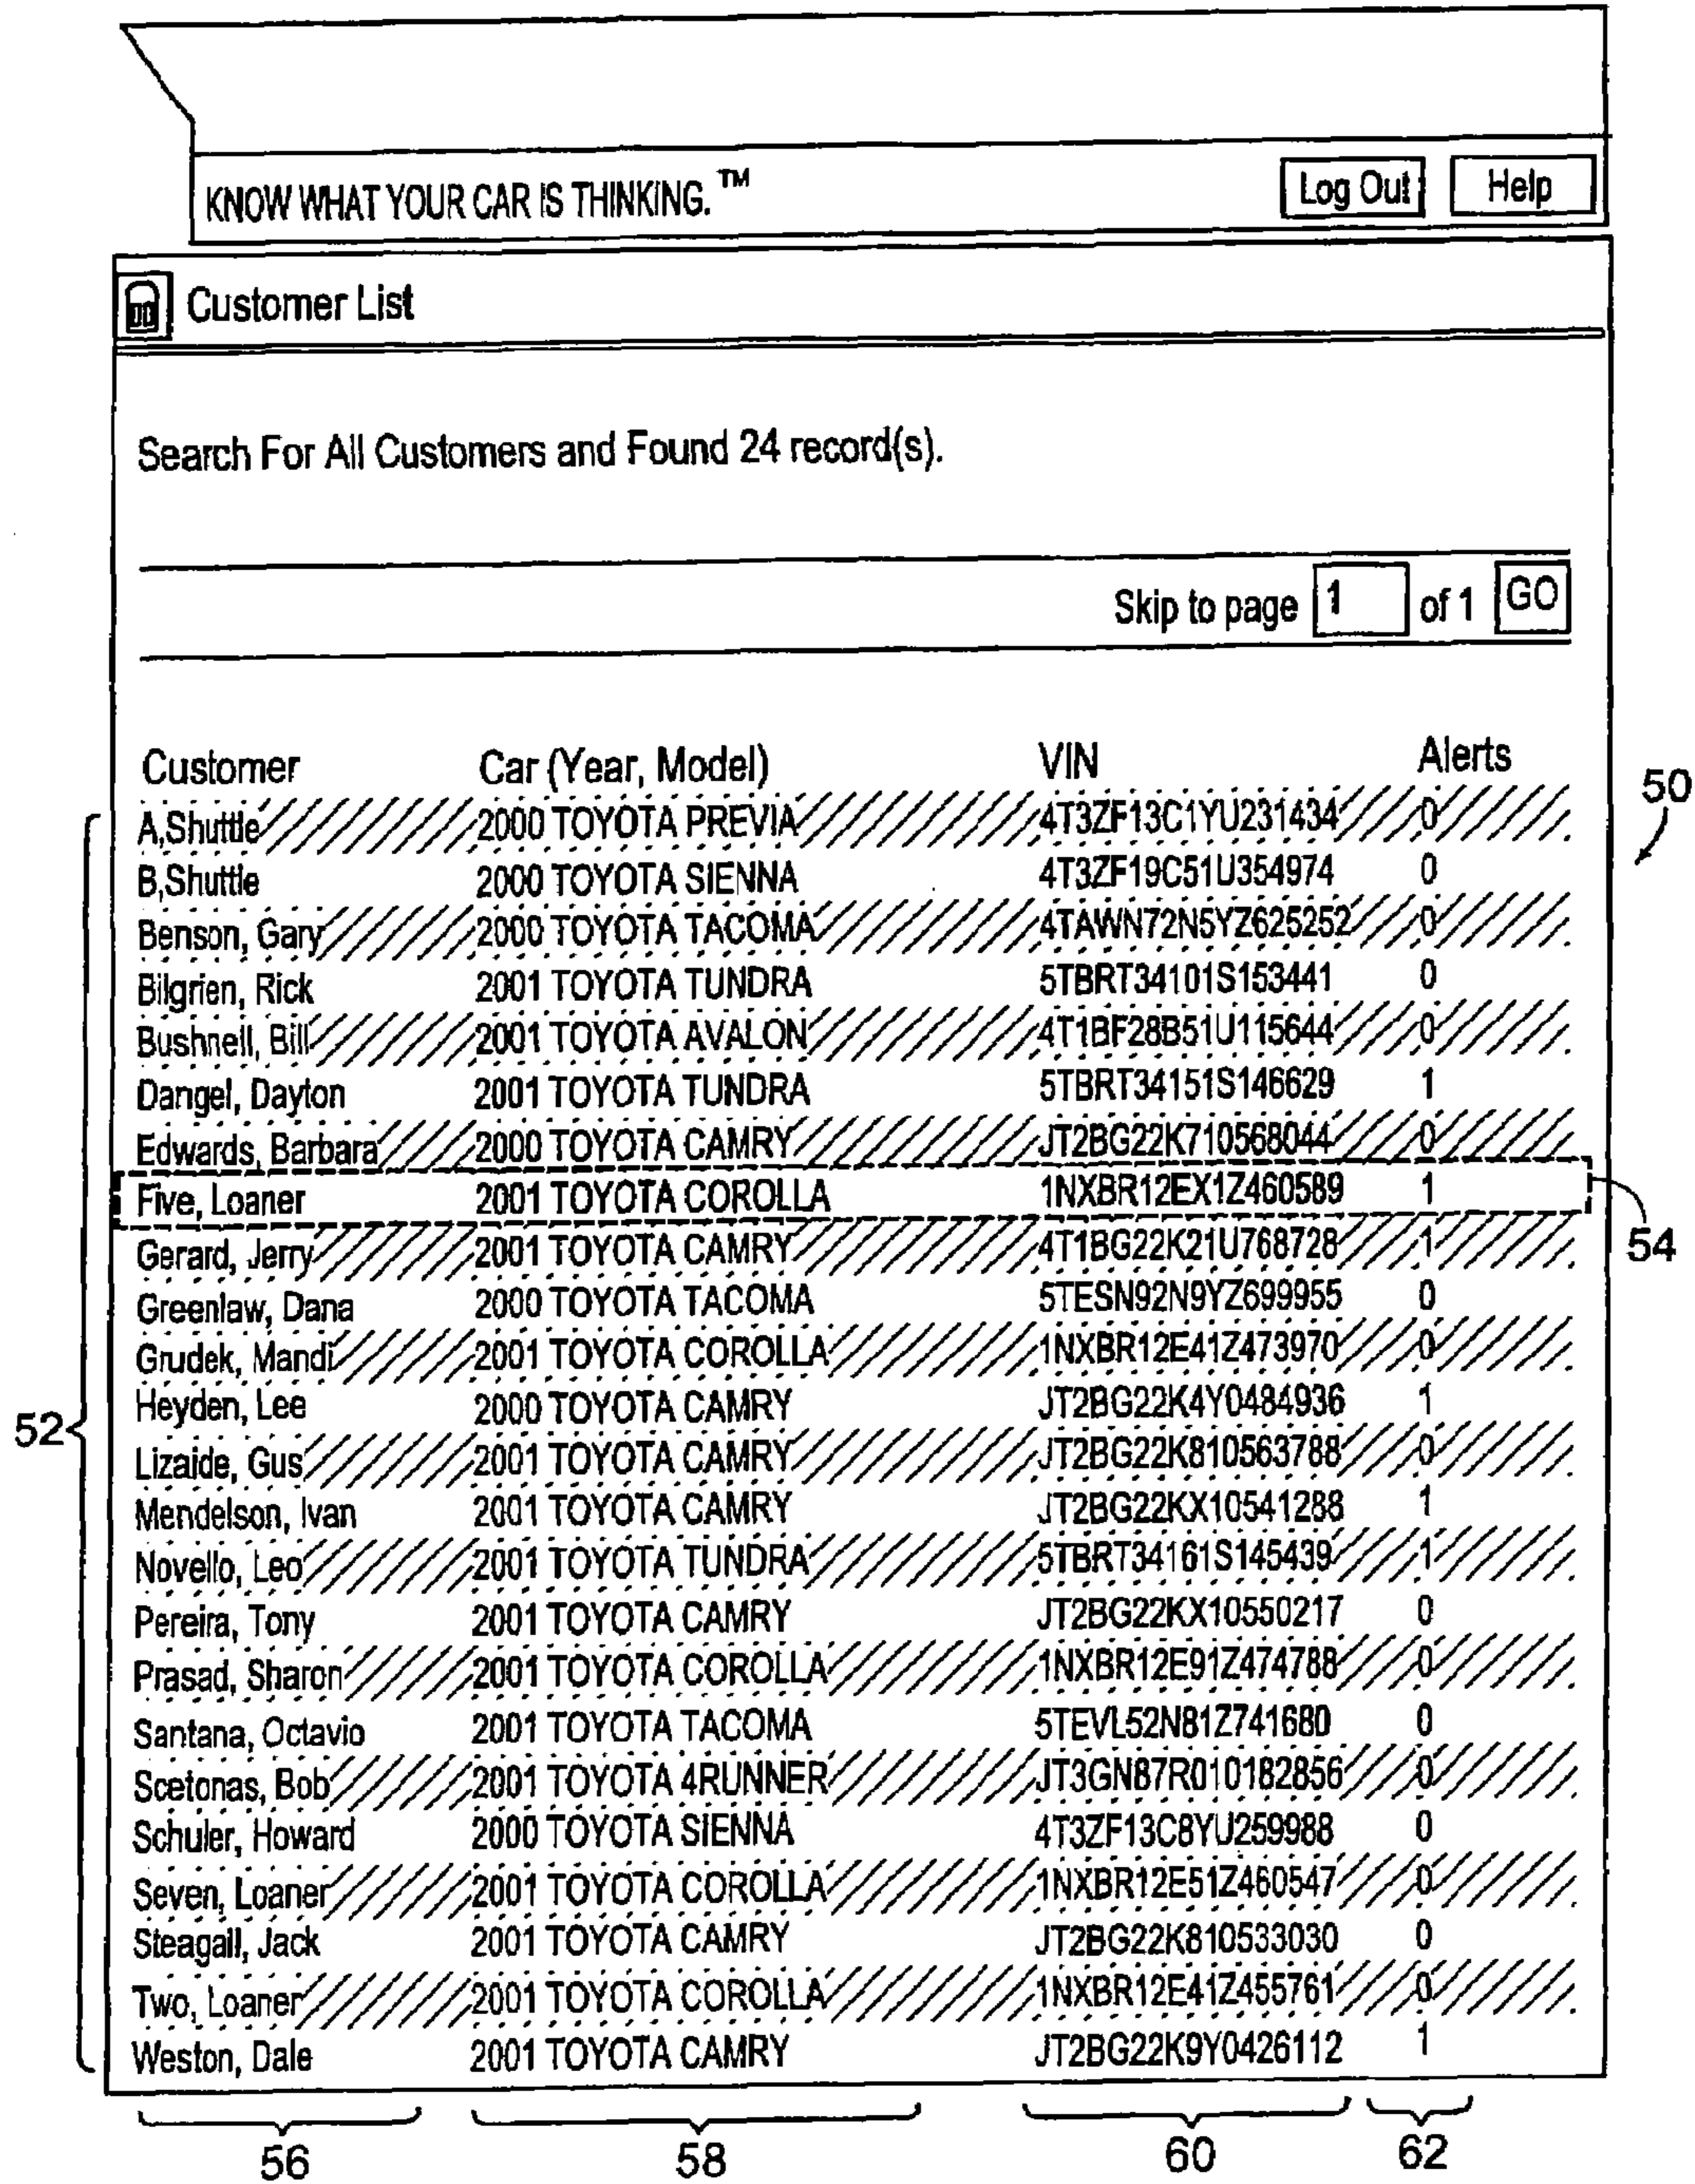 KNOW WHAT YOUR CAR IS THINKING.™ Log Out Help
Customer List
Search For All Customers and Found 24 record(s).
Skip to page 1 of 1 GO
Customer Car (Year, Model) VIN Alerts
50
A,Shuttle 2000 TOYOTA PREVIA 4T3ZF13C1YU231434 0
B,Shuttle 2000 TOYOTA SIENNA 4T3ZF19C51U354974 0
Benson, Gary 2000 TOYOTA TACOMA 4TAWN72N5YZ625252 0
Bilgrien, Rick 2001 TOYOTA TUNDRA 5TBRT34101S153441 0
Bushnell, Bill 2001 TOYOTA AVALON 4T1BF28B51U115644 0
Dangel, Dayton 2001 TOYOTA TUNDRA 5TBRT34151S146629 1
Edwards, Barbara 2000 TOYOTA CAMRY JT2BG22K710568044 0
Five, Loaner 2001 TOYOTA COROLLA 1NXBR12EX1Z460589 1
54
Gerard, Jerry 2001 TOYOTA CAMRY 4T1BG22K21U768728 1
Greenlaw, Dana 2000 TOYOTA TACOMA 5TESN92N9YZ699955 0
Grudek, Mandi 2001 TOYOTA COROLLA 1NXBR12E41Z473970 0
Heyden, Lee 2000 TOYOTA CAMRY JT2BG22K4Y0484936 1
52
Lizaide, Gus 2001 TOYOTA CAMRY JT2BG22K810563788 0
Mendelson, Ivan 2001 TOYOTA CAMRY JT2BG22KX10541288 1
Novello, Leo 2001 TOYOTA TUNDRA 5TBRT34161S145439 1
Pereira, Tony 2001 TOYOTA CAMRY JT2BG22KX10550217 0
Prasad, Sharon 2001 TOYOTA COROLLA 1NXBR12E91Z474788 0
Santana, Octavio 2001 TOYOTA TACOMA 5TEVL52N81Z741680 0
Scetonas, Bob 2001 TOYOTA 4RUNNER JT3GN87R010182856 0
Schuler, Howard 2000 TOYOTA SIENNA 4T3ZF13C8YU259988 0
Seven, Loaner 2001 TOYOTA COROLLA 1NXBR12E51Z460547 0
Steagall, Jack 2001 TOYOTA CAMRY JT2BG22K810533030 0
Two, Loaner 2001 TOYOTA COROLLA 1NXBR12E41Z455761 0
Weston, Dale 2001 TOYOTA CAMRY JT2BG22K9Y0426112 1
56 58 60 62